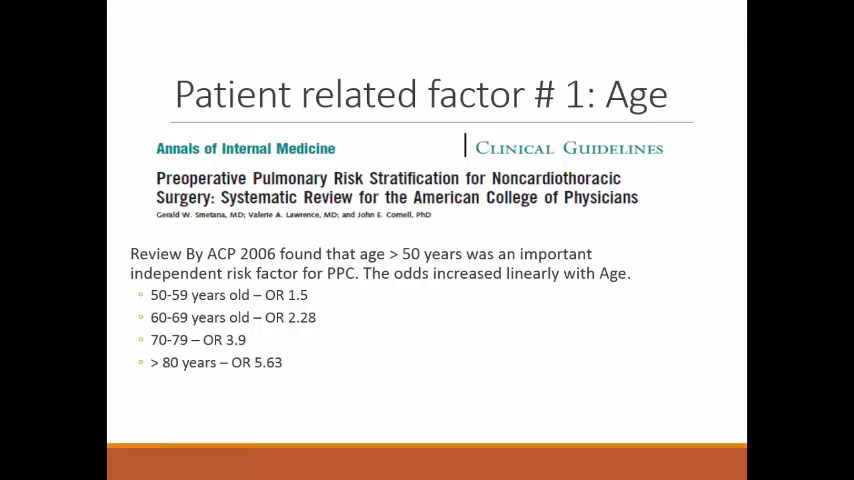 Patient related factor # 1: Age
Annals of Internal Medicine
CLINICAL GUIDELINES
Preoperative Pulmonary Risk Stratification for Noncardiothoracic
Surgery: Systematic Review for the American College of Physicians
Gerald W. Smetana, MD; Valerie A. Lawrence, MD; and John E. Cornell, PhD
Review By ACP 2006 found that age > 50 years was an important
independent risk factor for PPC. The odds increased linearly with Age.
50-59 years old – OR 1.5
60-69 years old – OR 2.28
70-79 – OR 3.9
> 80 years – OR 5.63